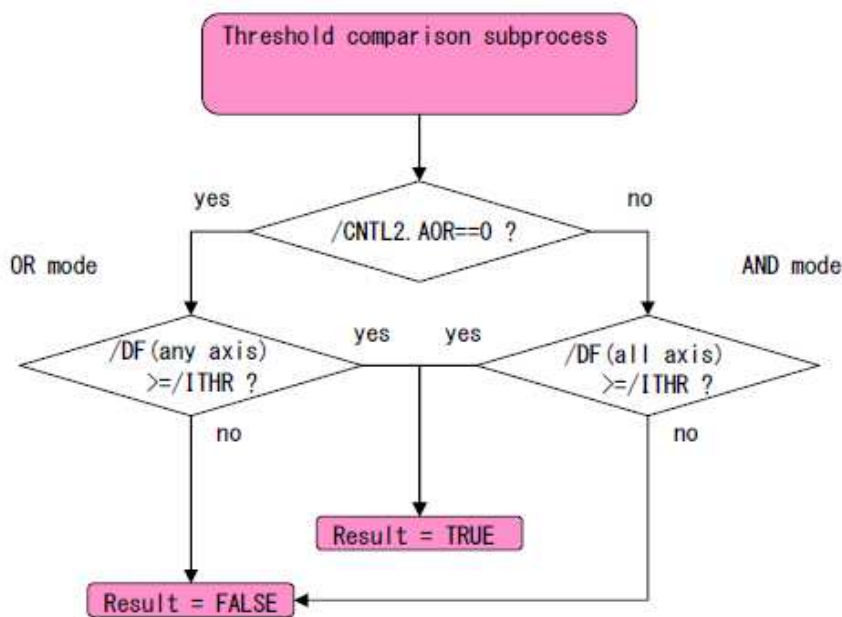 Threshold comparison subprocess
yes
no
/CNTL2.AOR==0 ?
OR mode
AND mode
/DF(any axis)
>=/ITHR ?
yes
yes
/DF(all axis)
>=/ITHR ?
no
no
Result = TRUE
Result = FALSE